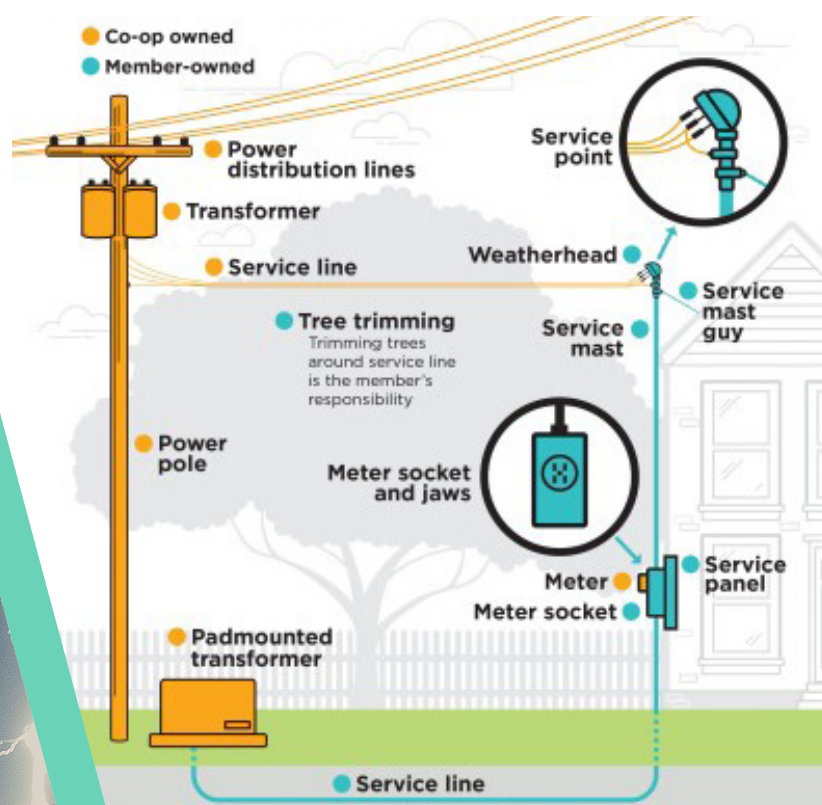 Co-op owned
Member-owned
Power
distribution lines
Transformer
Service line
Service
point
Weatherhead
Service
mast
guy
Tree trimming
Trimming trees
around service line
is the member's
responsibility
Service
mast
Power
pole
Meter socket
and jaws
Meter
Service
panel
Meter socket
Padmounted
transformer
Service line